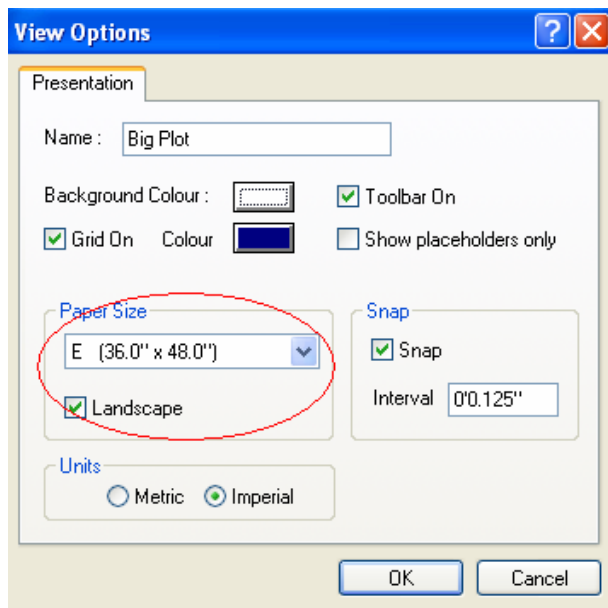 View Options
Presentation
Name : Big Plot
Background Colour : Toolbar On
Grid On Colour Show placeholders only
Paper Size Snap
E (36.0" x 48.0") Snap
Landscape Interval 0'0.125"
Units
Metric Imperial
OK Cancel